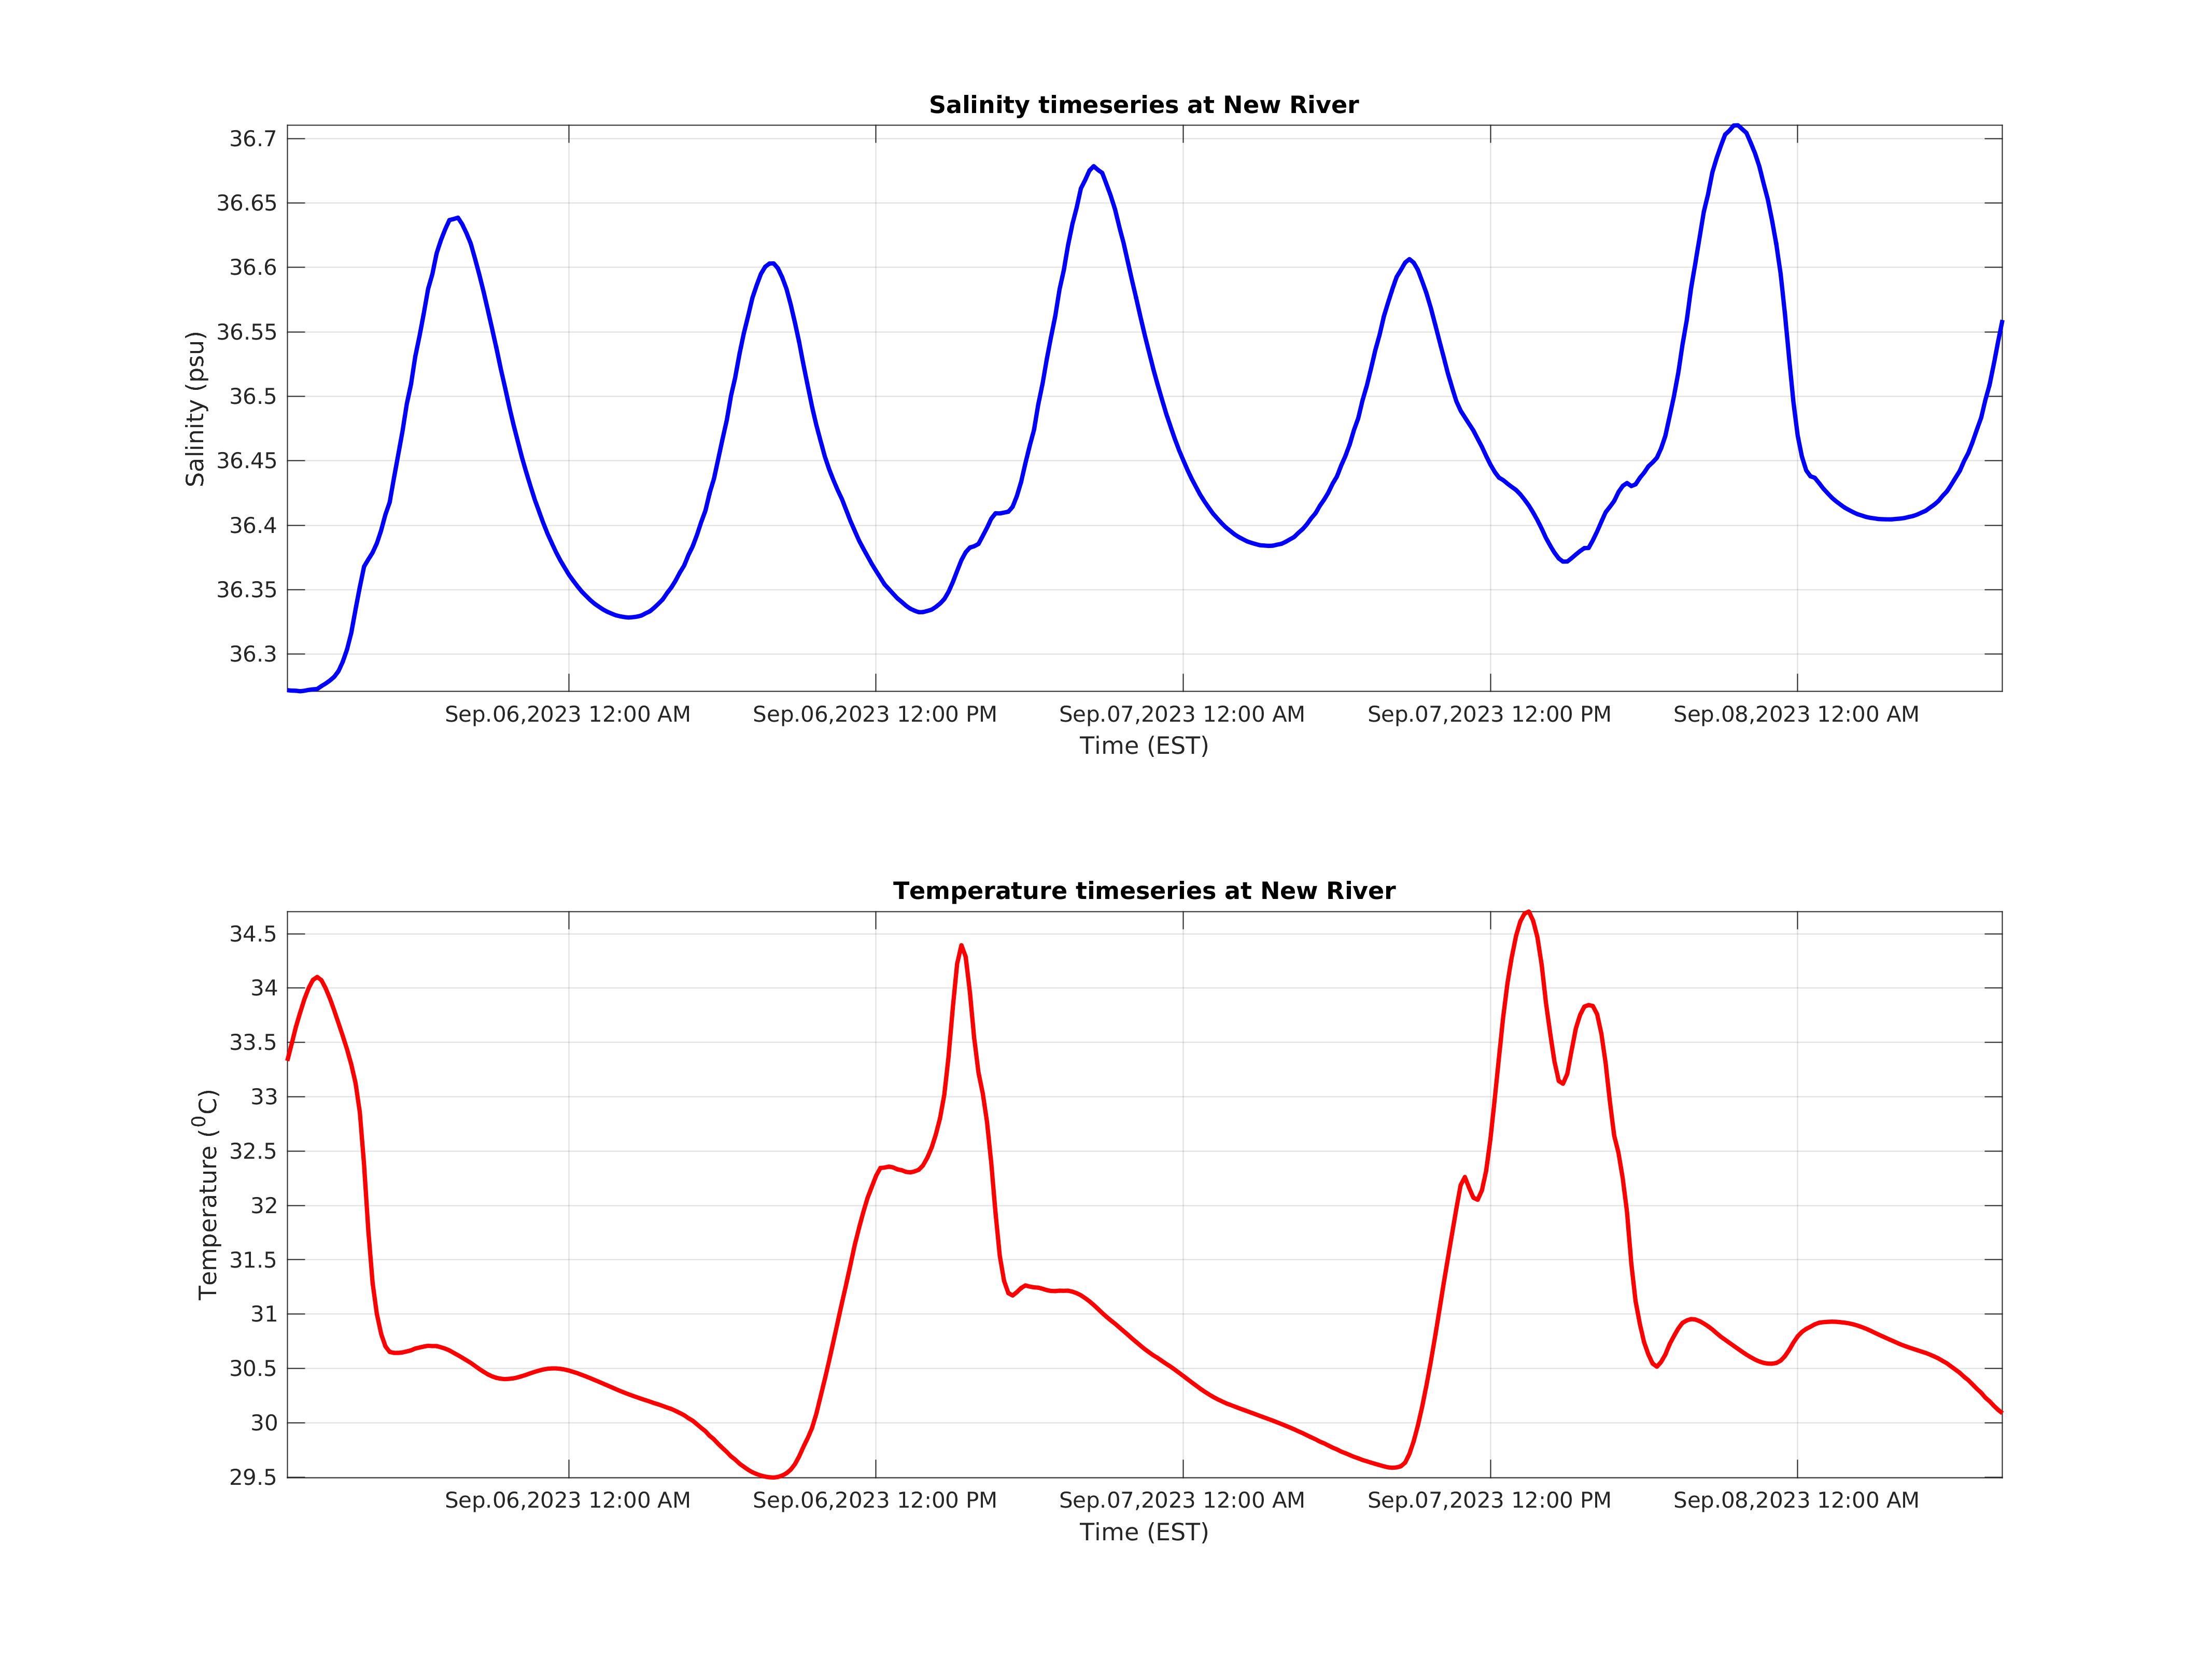 Salinity timeseries at New River
36.7
36.65
36.6
36.55
36.5
36.45
36.4
36.35
36.3
Salinity (psu)
Sep.06,2023 12:00 AM Sep.06,2023 12:00 PM Sep.07,2023 12:00 AM Sep.07,2023 12:00 PM Sep.08,2023 12:00 AM
Time (EST)
Temperature timeseries at New River
34.5
34
33.5
33
32.5
32
31.5
31
30.5
30
29.5
Temperature (⁰C)
Sep.06,2023 12:00 AM Sep.06,2023 12:00 PM Sep.07,2023 12:00 AM Sep.07,2023 12:00 PM Sep.08,2023 12:00 AM
Time (EST)